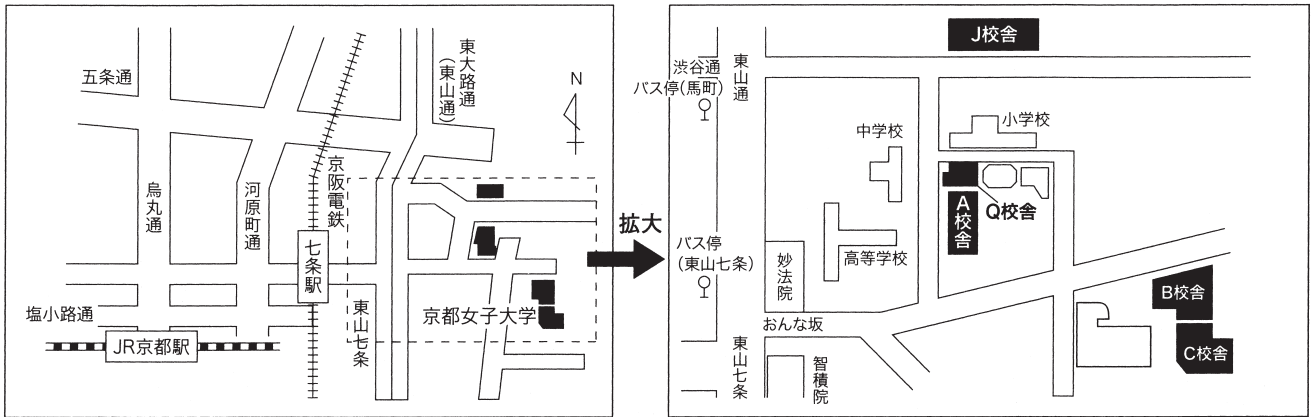 五条通
烏丸通
河原町通
京阪電鉄
東大路通
(東山通)
N
七条駅
塩小路通
JR京都駅
東山七条
京都女子大学
拡大
J校舎
渋谷通
バス停(馬町)
東山通
中学校
小学校
A校舎
Q校舎
高等学校
バス停
(東山七条)
妙法院
おんな坂
東山七条
智積院
B校舎
C校舎